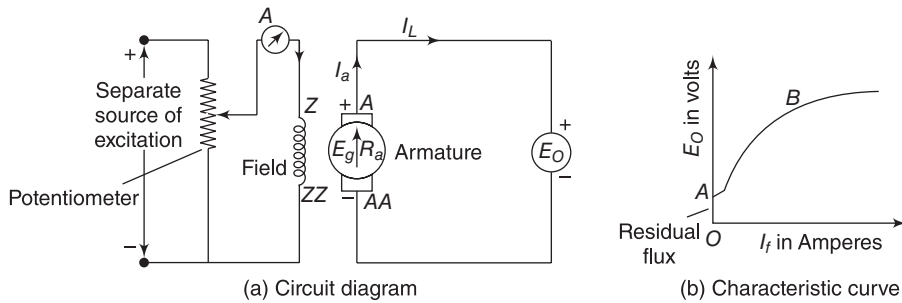 A
I_L
+
Separate
source of
excitation
Potentiometer
–
Z
Field
ZZ
I_a
+ A
E_g R_a
Armature
– AA
+
E_O
–
(a) Circuit diagram
E_O in volts
B
A
Residual
flux
O
I_f in Amperes
(b) Characteristic curve